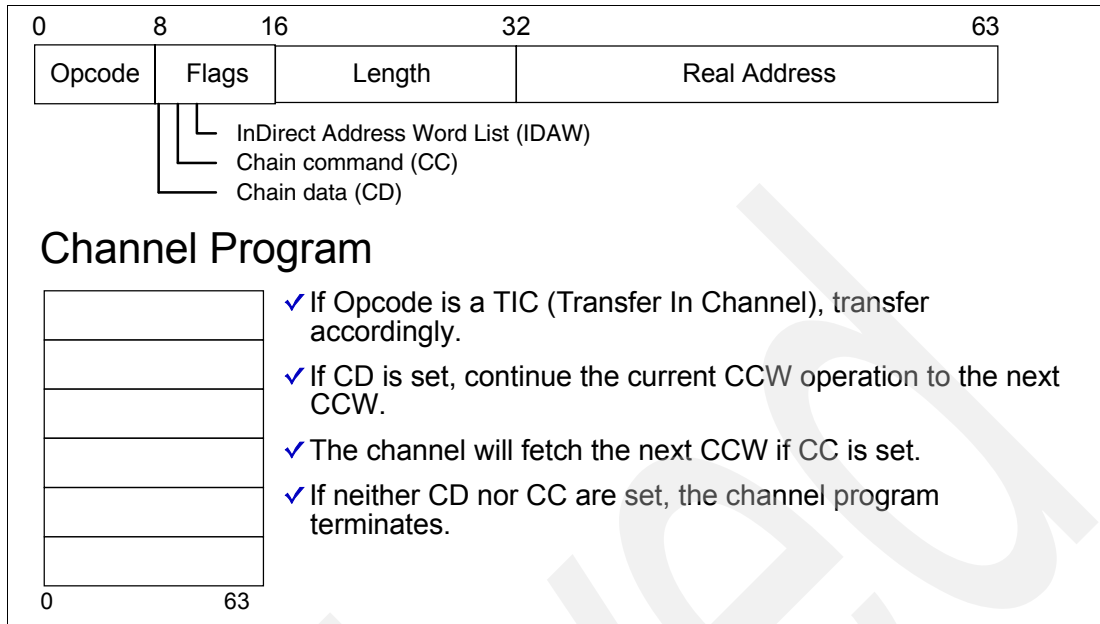 0 8 16 32 63
Opcode Flags Length Real Address
InDirect Address Word List (IDAW)
Chain command (CC)
Chain data (CD)
Channel Program
✓ If Opcode is a TIC (Transfer In Channel), transfer
accordingly.
✓ If CD is set, continue the current CCW operation to the next
CCW.
✓ The channel will fetch the next CCW if CC is set.
✓ If neither CD nor CC are set, the channel program
terminates.
0 63